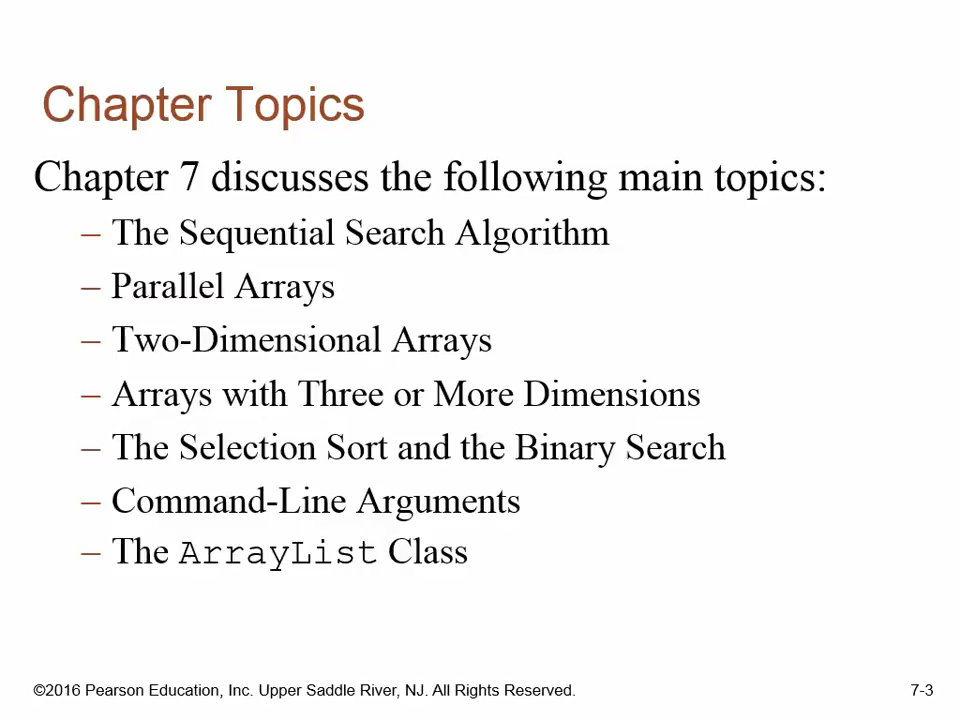 Chapter Topics
Chapter 7 discusses the following main topics:
– The Sequential Search Algorithm
– Parallel Arrays
– Two-Dimensional Arrays
– Arrays with Three or More Dimensions
– The Selection Sort and the Binary Search
– Command-Line Arguments
– The ArrayList Class
©2016 Pearson Education, Inc. Upper Saddle River, NJ. All Rights Reserved.
7-3